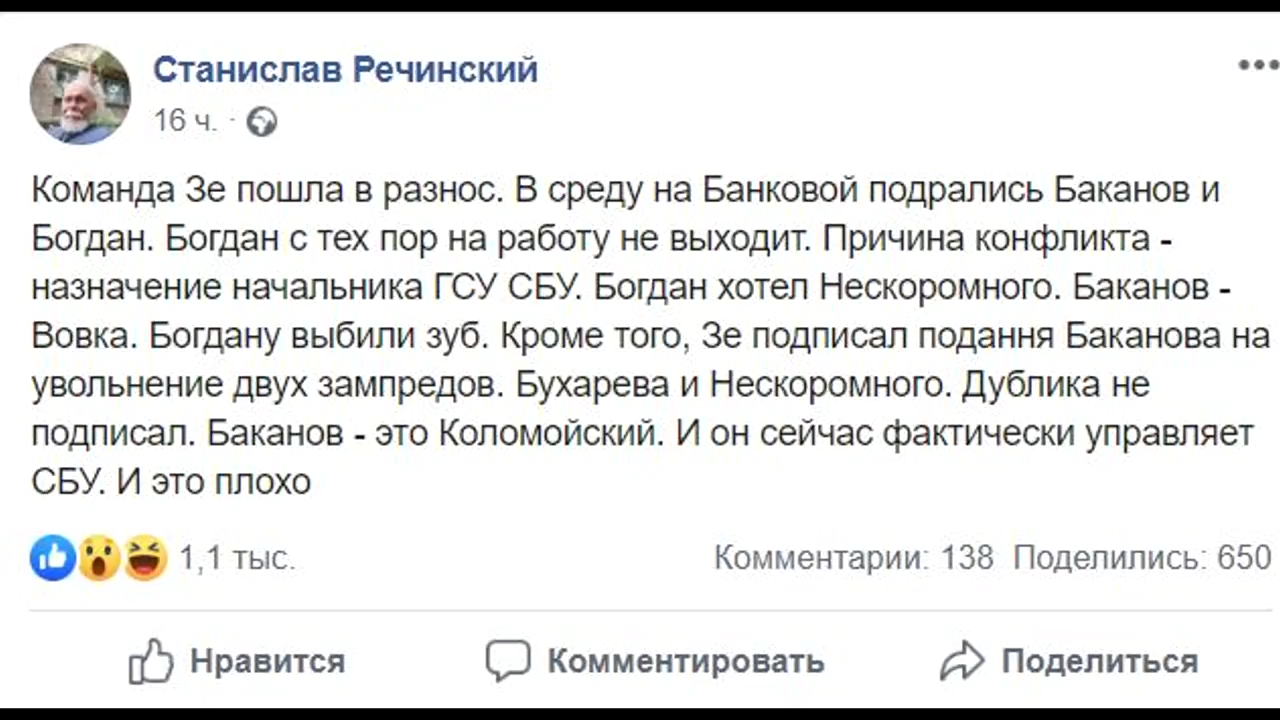 Станислав Речинский
16 ч. ·
Команда Зе пошла в разнос. В среду на Банковой подрались Баканов и
Богдан. Богдан с тех пор на работу не выходит. Причина конфликта -
назначение начальника ГСУ СБУ. Богдан хотел Нескоромного. Баканов -
Вовка. Богдану выбили зуб. Кроме того, Зе подписал подання Баканова на
увольнение двух зампредов. Бухарева и Нескоромного. Дублика не
подписал. Баканов - это Коломойский. И он сейчас фактически управляет
СБУ. И это плохо
1,1 тыс. Комментарии: 138 Поделились: 650
Нравится Комментировать Поделиться